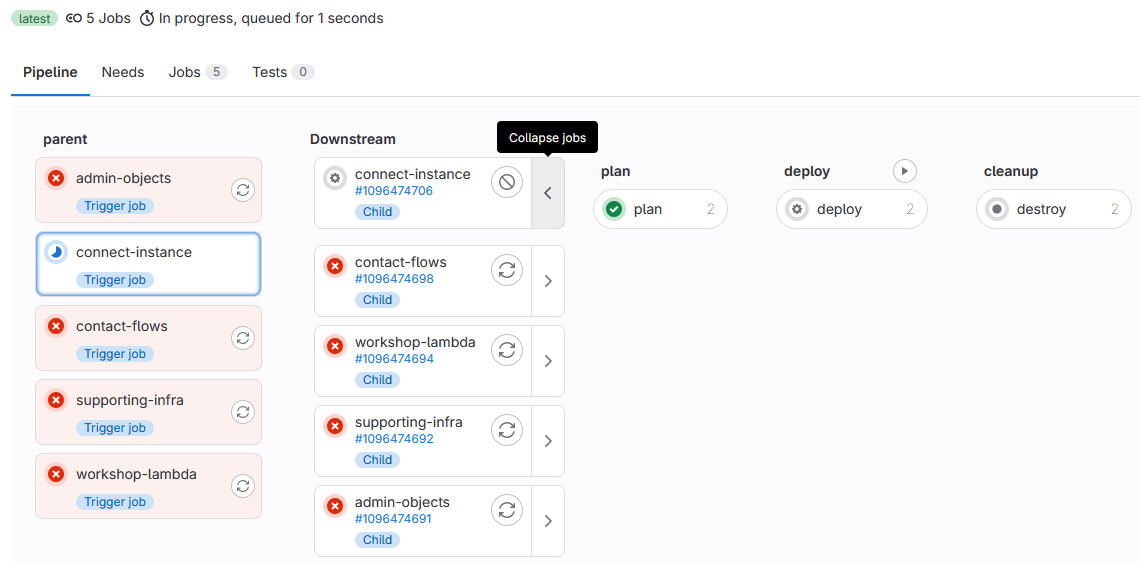 latest 5 Jobs In progress, queued for 1 seconds
Pipeline Needs Jobs 5 Tests 0
parent
admin-objects
Trigger job
connect-instance
Trigger job
contact-flows
Trigger job
supporting-infra
Trigger job
workshop-lambda
Trigger job
Downstream
Collapse jobs
connect-instance
#1096474706
Child
contact-flows
#1096474698
Child
workshop-lambda
#1096474694
Child
supporting-infra
#1096474692
Child
admin-objects
#1096474691
Child
plan
plan 2
deploy
deploy 2
cleanup
destroy 2